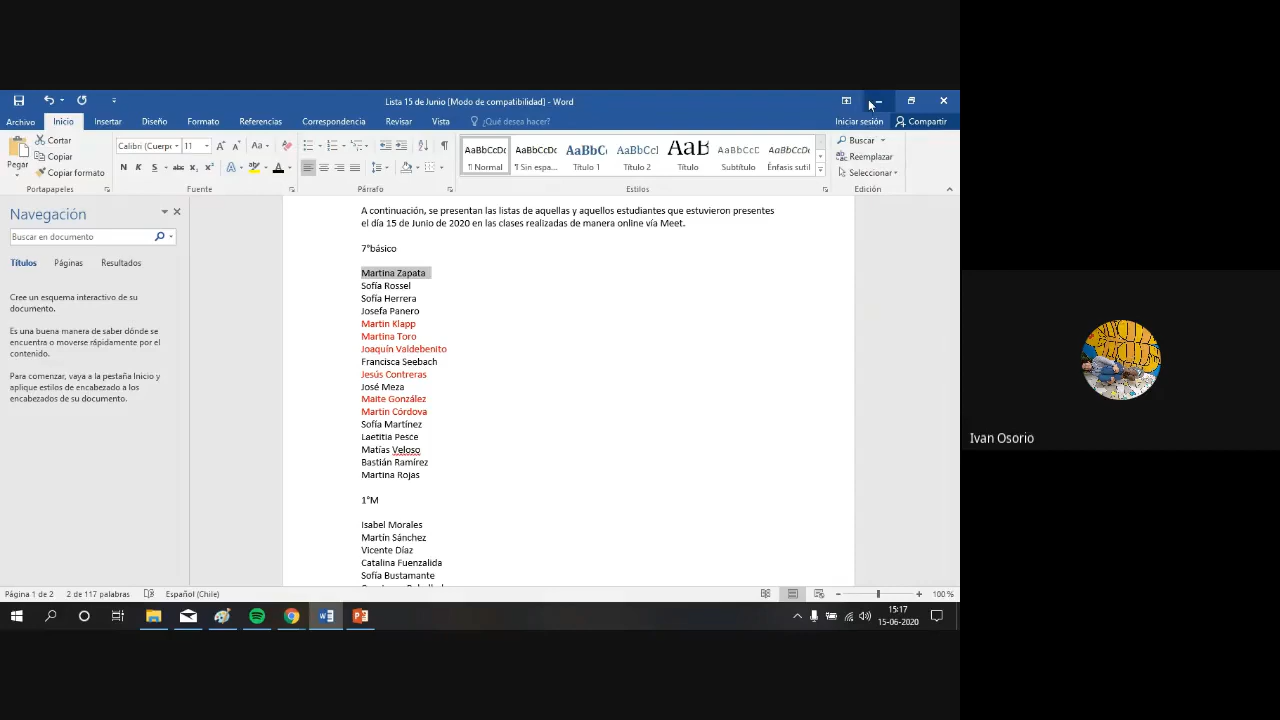 Lista 15 de Junio [Modo de compatibilidad] - Word
Archivo Inicio Insertar Diseño Formato Referencias Correspondencia Revisar Vista ¿Qué desea hacer? Iniciar sesión Compartir
Pegar
Cortar
Copiar
Copiar formato
Portapapeles
Calibri (Cuerpo 11
Fuente
Párrafo
AaBbCcDc AaBbCcDc AaBbCc AaBbCcI AaB AaBbCcC AaBbCcDc
¶ Normal ¶ Sin espa... Título 1 Título 2 Título Subtítulo Énfasis sutil
Estilos
Buscar
Reemplazar
Seleccionar
Edición
Navegación
Buscar en documento
Títulos Páginas Resultados
Cree un esquema interactivo de su
documento.
Es una buena manera de saber dónde se
encuentra o moverse rápidamente por el
contenido.
Para comenzar, vaya a la pestaña Inicio y
aplique estilos de encabezado a los
encabezados de su documento.
A continuación, se presentan las listas de aquellas y aquellos estudiantes que estuvieron presentes
el día 15 de Junio de 2020 en las clases realizadas de manera online vía Meet.
7°básico
Martina Zapata
Sofía Rossel
Sofía Herrera
Josefa Panero
Martin Klapp
Martina Toro
Joaquín Valdebenito
Francisca Seebach
Jesús Contreras
José Meza
Maite González
Martin Córdova
Sofía Martínez
Laetitia Pesce
Matías Veloso
Bastián Ramírez
Martina Rojas
1°M
Isabel Morales
Martín Sánchez
Vicente Díaz
Catalina Fuenzalida
Sofía Bustamante
Página 1 de 2 2 de 117 palabras Español (Chile) 100 %
15:17
15-06-2020
Ivan Osorio